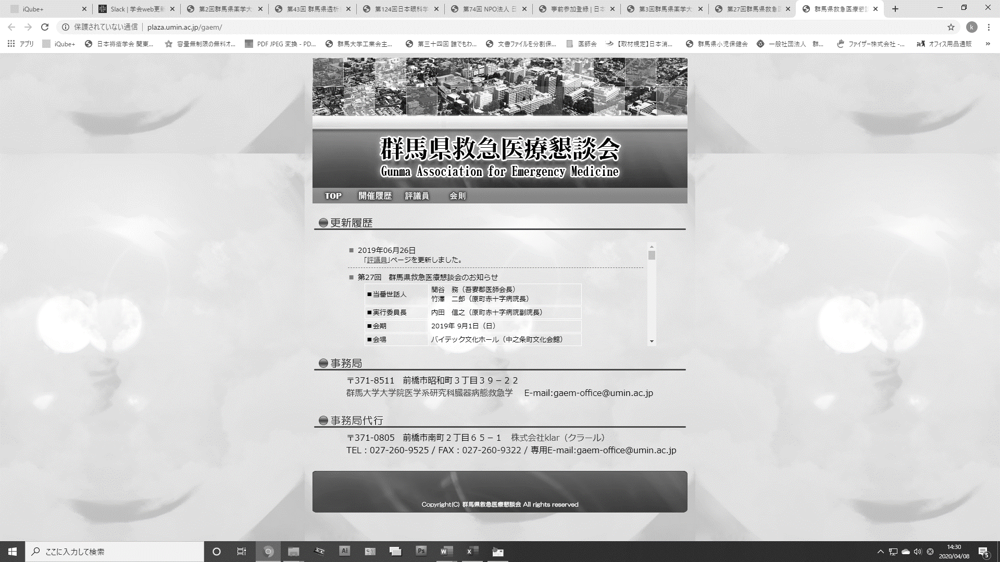 iQube+
Slack | 学会web更新
第2回群馬県薬学大
第43回 群馬県透析
第124回日本眼科学
第74回 NPO法人 日
事前参加登録 | 日本
第3回群馬県薬学大
第27回群馬県救急医
群馬県救急医療懇談
保護されていない通信 | plaza.umin.ac.jp/gaem/
k
アプリ
iQube+
日本褥瘡学会 関東...
容量無制限の無料オ...
PDF JPEG 変換 - PD...
群馬大学工業会主...
第三十四回 誰でもわ...
文書ファイルを分割保...
医師会
【取材規定】日本消...
群馬県小児保健会
一般社団法人 群...
ファイザー株式会社 -...
オフィス用品通販
»
群馬県救急医療懇談会
Gunma Association for Emergency Medicine
TOP 開催履歴 評議員 会則
更新履歴
■ 2019年06月26日
「評議員」ページを更新しました。
■ 第27回 群馬県救急医療懇談会のお知らせ
■当番世話人
関谷 務（吾妻郡医師会長）
竹澤 二郎（原町赤十字病院長）
■実行委員長 内田 信之（原町赤十字病院副院長）
■会期 2019年 9月1日（日）
■会場 バイテック文化ホール（中之条町文化会館）
事務局
〒371-8511 前橋市昭和町３丁目３９－２２
群馬大学大学院医学系研究科臓器病態救急学 E-mail:gaem-office@umin.ac.jp
事務局代行
〒371-0805 前橋市南町２丁目６５－１ 株式会社klar（クラール）
TEL：027-260-9525 / FAX：027-260-9322 / 専用E-mail:gaem-office@umin.ac.jp
Copyright(C) 群馬県救急医療懇談会 All rights reserved
ここに入力して検索
Ai
Ps
W
X
14:30
2020/04/08
5